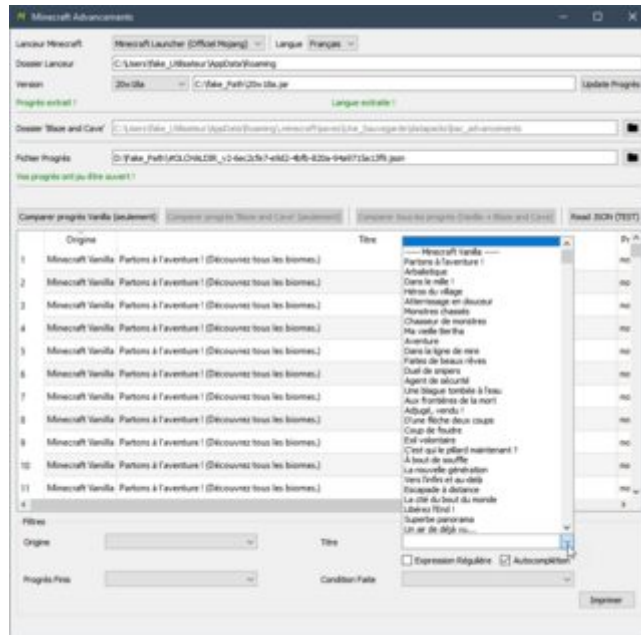 Minecraft Advancements
Lanceur Minecraft Minecraft Launcher (Officiel Mojang) Langue Français
Dossier Lanceur C:\Users\fake_Utilisateur\AppData\Roaming
Version 20w18a C:\fake_Path\20w18a.jar Update Progrès
Progrès extrait ! Langue extraite !
Dossier 'Blaze and Cave'
Fichier Progrès
Vos progrès ont pu être ouvert !
Comparer progrès Vanilla (seulement) Comparer progrès 'Blaze and Cave' (seulement) Comparer tous les progrès (Vanilla + Blaze and Cave) Read JSON (TEST)
Origine Titre
1 Minecraft Vanilla Partons à l'aventure ! (Découvrez tous les biomes.)
2 Minecraft Vanilla Partons à l'aventure ! (Découvrez tous les biomes.)
3 Minecraft Vanilla Partons à l'aventure ! (Découvrez tous les biomes.)
4 Minecraft Vanilla Partons à l'aventure ! (Découvrez tous les biomes.)
5 Minecraft Vanilla Partons à l'aventure ! (Découvrez tous les biomes.)
6 Minecraft Vanilla Partons à l'aventure ! (Découvrez tous les biomes.)
7 Minecraft Vanilla Partons à l'aventure ! (Découvrez tous les biomes.)
8 Minecraft Vanilla Partons à l'aventure ! (Découvrez tous les biomes.)
9 Minecraft Vanilla Partons à l'aventure ! (Découvrez tous les biomes.)
10 Minecraft Vanilla Partons à l'aventure ! (Découvrez tous les biomes.)
11 Minecraft Vanilla Partons à l'aventure ! (Découvrez tous les biomes.)
---- Minecraft Vanilla ----
Partons à l'aventure !
Arbalistique
Dans le mille !
Héros du village
Atterrissage en douceur
Monstres chassés
Chasseur de monstres
Ma vieille Bertha
Aventure
Dans la ligne de mire
Faites de beaux rêves
Duel de snipers
Agent de sécurité
Une blague tombée à l'eau
Aux frontières de la mort
Adjugé, vendu !
D'une flèche deux coups
Coup de foudre
Exil volontaire
C'est qui le pillard maintenant ?
À bout de souffle
La nouvelle génération
Vers l'infini et au-delà
Escapade à distance
La cité du bout du monde
Libérez l'End !
Superbe panorama
Un air de déjà vu...
Filtres
Origine Titre
Expression Régulière Autocomplétion
Progrès Finis Condition Faite
Imprimer